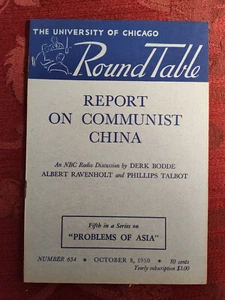 THE UNIVERSITY OF CHICAGO
Round Table
REPORT
ON COMMUNIST
CHINA
An NBC Radio Discussion by DERK BODDE
ALBERT RAVENHOLT and PHILLIPS TALBOT
Fifth in a Series on
"PROBLEMS OF ASIA"
NUMBER 654 • OCTOBER 8, 1950 • 10 cents
Yearly subscription $3.00